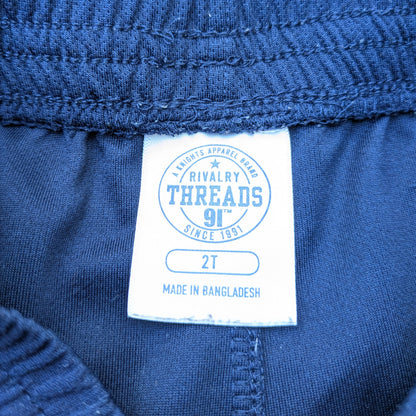 A KNIGHTS APPAREL BRAND
RIVALRY
THREADS
91™
SINCE 1991
2T
MADE IN BANGLADESH